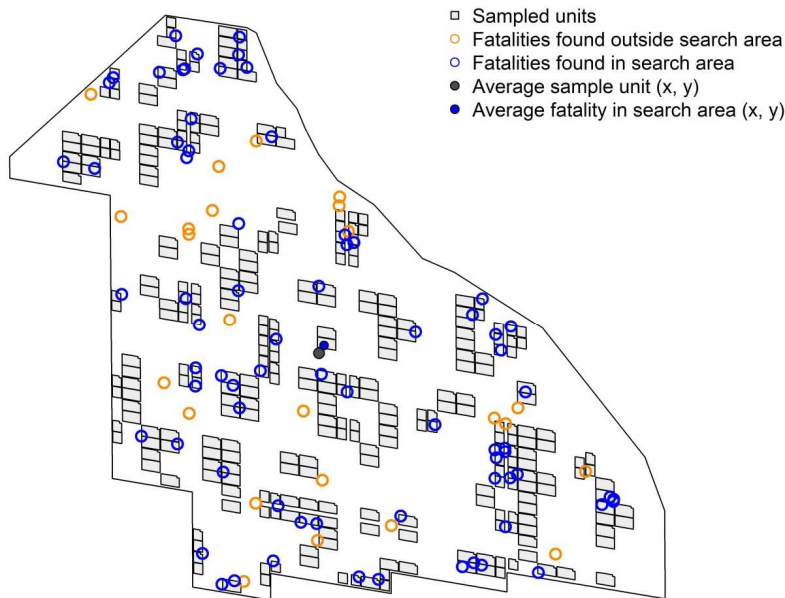 Sampled units
Fatalities found outside search area
Fatalities found in search area
Average sample unit (x, y)
Average fatality in search area (x, y)